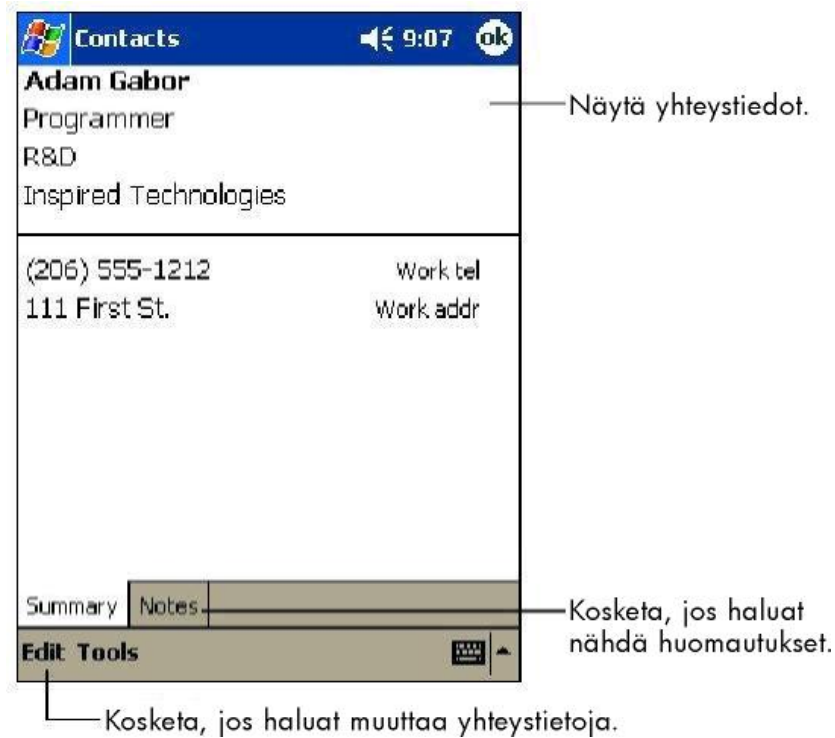 Contacts 9:07 ok
Adam Gabor
Programmer
R&D
Inspired Technologies
Näytä yhteystiedot.
(206) 555-1212 Work tel
111 First St. Work addr
Summary Notes
Kosketa, jos haluat
nähdä huomautukset.
Edit Tools
Kosketa, jos haluat muuttaa yhteystietoja.